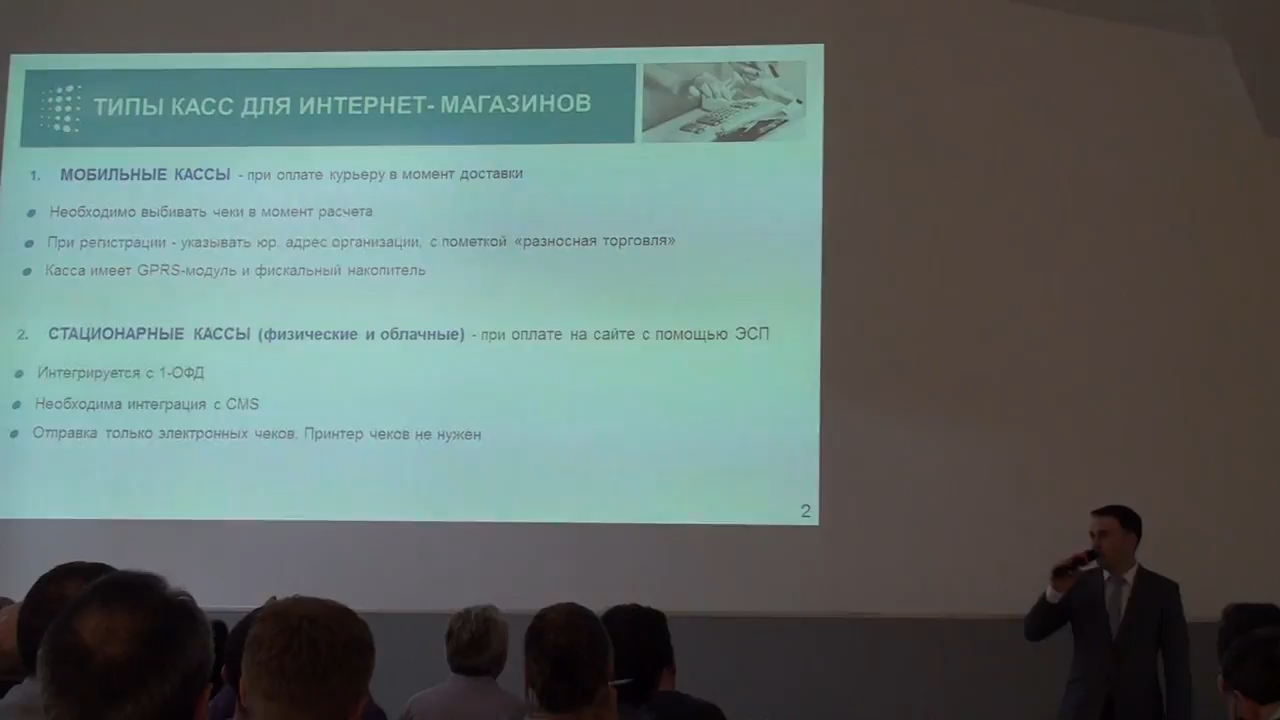 ТИПЫ КАСС ДЛЯ ИНТЕРНЕТ- МАГАЗИНОВ
1. МОБИЛЬНЫЕ КАССЫ - при оплате курьеру в момент доставки
Необходимо выбивать чеки в момент расчета
При регистрации - указывать юр. адрес организации, с пометкой «разносная торговля»
Касса имеет GPRS-модуль и фискальный накопитель
2. СТАЦИОНАРНЫЕ КАССЫ (физические и облачные) - при оплате на сайте с помощью ЭСП
Интегрируется с 1-ОФД
Необходима интеграция с CMS
Отправка только электронных чеков. Принтер чеков не нужен
2